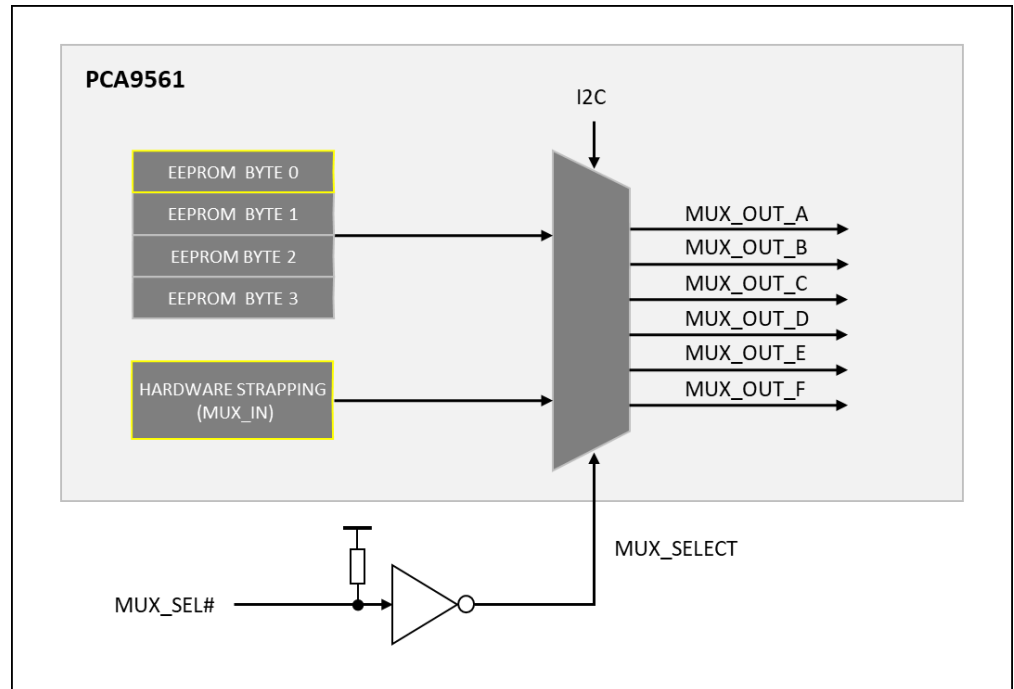 PCA9561
I2C
EEPROM BYTE 0
EEPROM BYTE 1
EEPROM BYTE 2
EEPROM BYTE 3
HARDWARE STRAPPING
(MUX_IN)
MUX_OUT_A
MUX_OUT_B
MUX_OUT_C
MUX_OUT_D
MUX_OUT_E
MUX_OUT_F
MUX_SELECT
MUX_SEL#